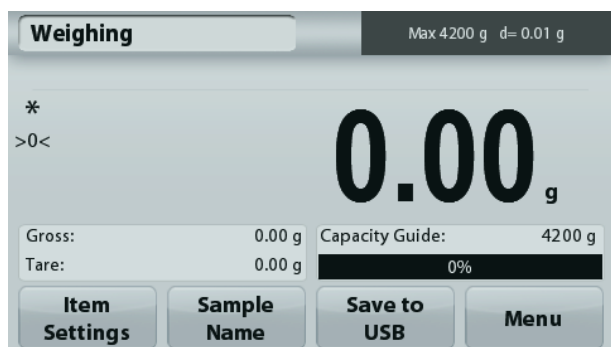 Weighing
Max 4200 g d= 0.01 g
*
>0<
0.00 g
Gross: 0.00 g
Tare: 0.00 g
Capacity Guide: 4200 g
0%
Item Settings
Sample Name
Save to USB
Menu